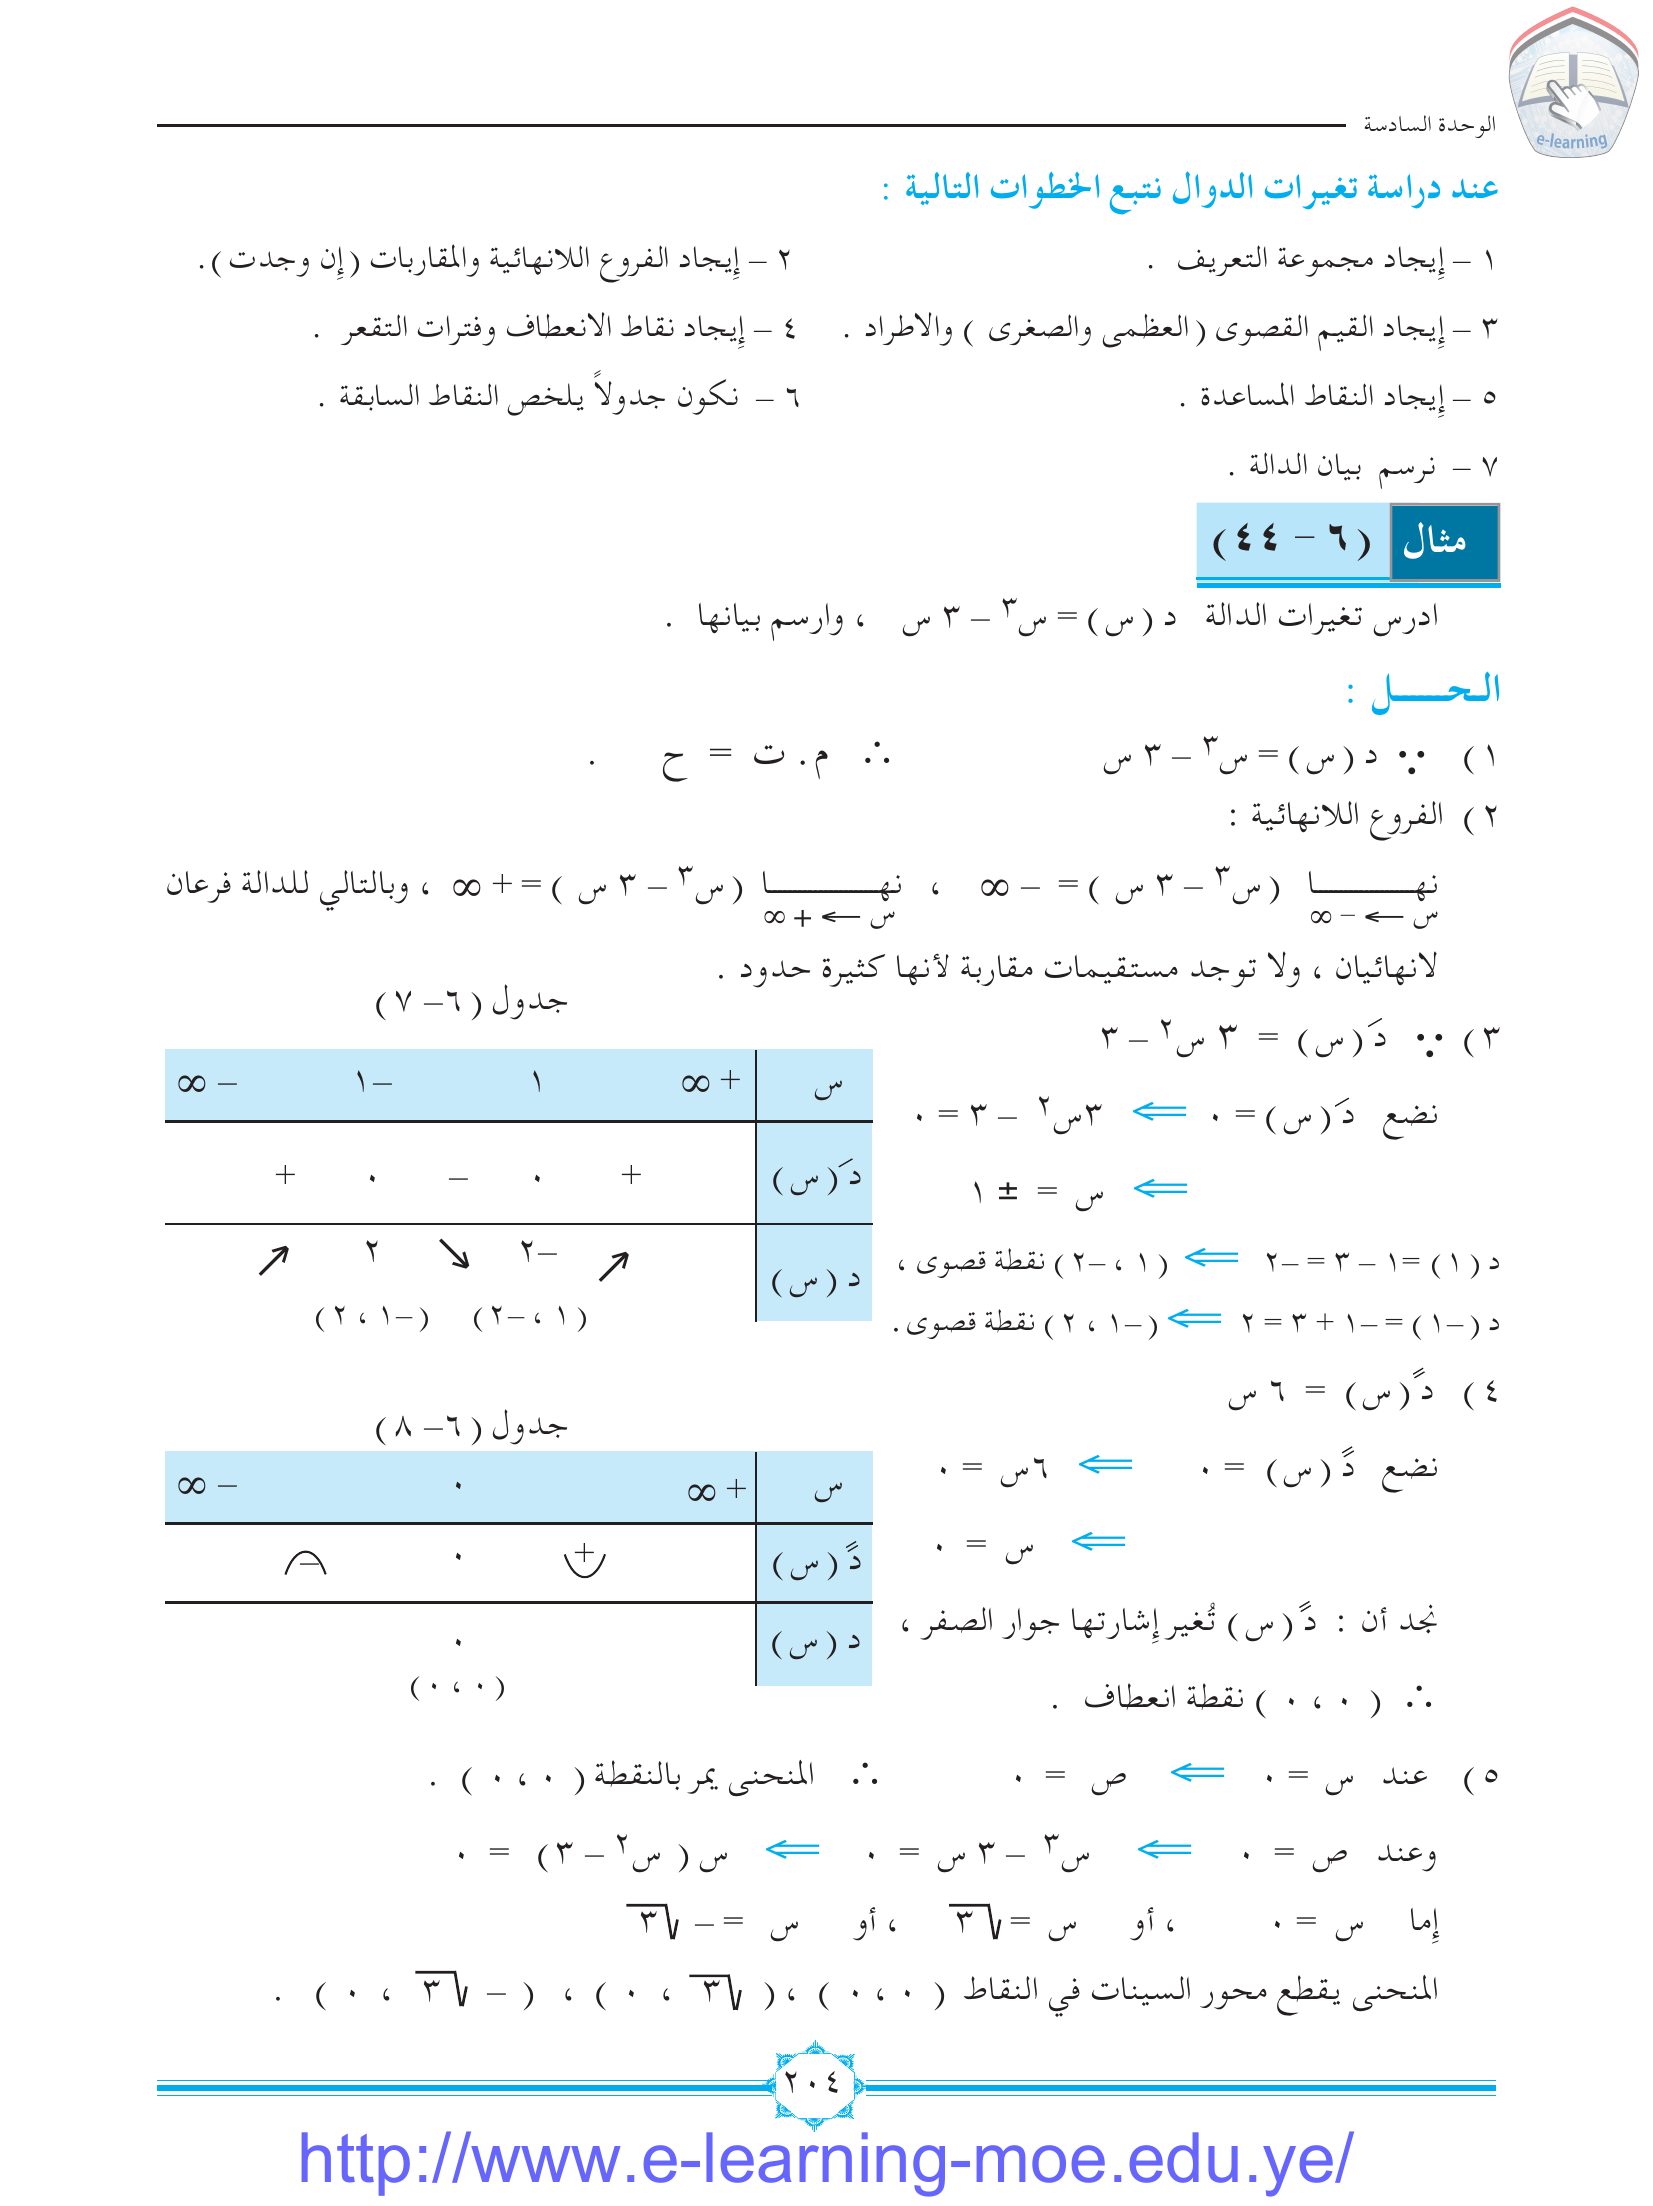 e-learning
الوحدة السادسة
عند دراسة تغيرات الدوال نتبع الخطوات التالية :
١ – إيجاد مجموعة التعريف . ٢ – إيجاد الفروع اللانهائية والمقاربات (إن وجدت).
٣ – إيجاد القيم القصوى (العظمى والصغرى ) والاطراد . ٤ – إيجاد نقاط الانعطاف وفترات التقعر .
٥ – إيجاد النقاط المساعدة . ٦ – نكون جدولاً يلخص النقاط السابقة .
٧ – نرسم بيان الدالة .
مثال (٦ – ٤٤)
ادرس تغيرات الدالة د (س) = س٣ – ٣ س ، وارسم بيانها .
الحـــــل :
١) ∵ د (س) = س٣ – ٣ س ∴ م. ت = ح .
٢) الفروع اللانهائية :
نهـــــــا (س٣ – ٣ س ) = – ∞ ، نهـــــــا (س٣ – ٣ س ) = + ∞ ، وبالتالي للدالة فرعان
س ← – ∞ س ← + ∞
لانهائيان ، ولا توجد مستقيمات مقاربة لأنها كثيرة حدود .
جدول (٦– ٧)
٣) ∵ دَ (س) = ٣ س٢ – ٣
س + ∞ ١ –١ – ∞
نضع دَ (س) = ٠ ⇐ ٣س٢ – ٣ = ٠
دَ (س) + ٠ – ٠ +
⇐ س = ± ١
د (س) ↗ –٢ ↘ ٢ ↗
د (١) =١ – ٣ = –٢ ⇐ (١ ، –٢) نقطة قصوى ،
(١ ، –٢) (–١ ، ٢)
د (–١) = –١ + ٣ = ٢ ⇐ (–١ ، ٢) نقطة قصوى .
٤) دً (س) = ٦ س
جدول (٦– ٨)
نضع دً (س) = ٠ ⇐ ٦س = ٠
س + ∞ ٠ – ∞
⇐ س = ٠
دً (س) + ٠ –
نجد أن : دً (س) تُغير إشارتها جوار الصفر ،
د (س) ٠
(٠ ، ٠)
∴ (٠ ، ٠) نقطة انعطاف .
٥) عند س = ٠ ⇐ ص = ٠ ∴ المنحنى يمر بالنقطة (٠ ، ٠) .
وعند ص = ٠ ⇐ س٣ – ٣ س = ٠ ⇐ س ( س٢ – ٣) = ٠
إما س = ٠ ، أو س = √٣ ، أو س = – √٣
المنحنى يقطع محور السينات في النقاط (٠ ، ٠) ، (√٣ ، ٠) ، (– √٣ ، ٠) .
٢٠٤
http://www.e-learning-moe.edu.ye/